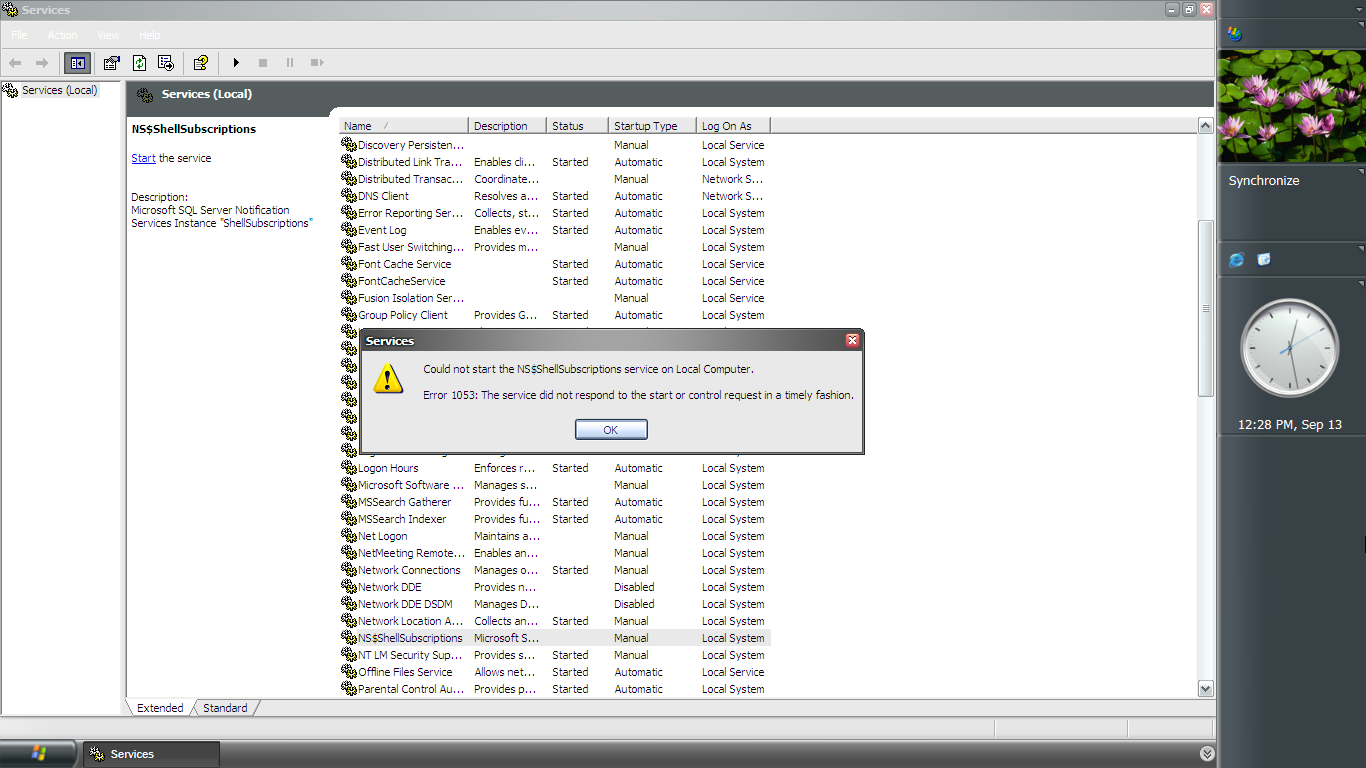 Services
File Action View Help
Services (Local)
Services (Local)
NS$ShellSubscriptions
Start the service
Description:
Microsoft SQL Server Notification
Services Instance "ShellSubscriptions"
Name Description Status Startup Type Log On As
Discovery Persisten... Manual Local Service
Distributed Link Tra... Enables cli... Started Automatic Local System
Distributed Transac... Coordinate... Manual Network S...
DNS Client Resolves a... Started Automatic Network S...
Error Reporting Ser... Collects, st... Started Automatic Local System
Event Log Enables ev... Started Automatic Local System
Fast User Switching... Provides m... Manual Local System
Font Cache Service Started Automatic Local Service
FontCacheService Started Automatic Local Service
Fusion Isolation Ser... Manual Local Service
Group Policy Client Provides G... Started Automatic Local System
Services
Could not start the NS$ShellSubscriptions service on Local Computer.
Error 1053: The service did not respond to the start or control request in a timely fashion.
OK
Logon Hours Enforces r... Started Automatic Local System
Microsoft Software ... Manages s... Manual Local System
MSSearch Gatherer Provides fu... Started Automatic Local System
MSSearch Indexer Provides fu... Started Automatic Local System
Net Logon Maintains a... Manual Local System
NetMeeting Remote... Enables an... Manual Local System
Network Connections Manages o... Started Manual Local System
Network DDE Provides n... Disabled Local System
Network DDE DSDM Manages D... Disabled Local System
Network Location A... Collects an... Started Manual Local System
NS$ShellSubscriptions Microsoft S... Manual Local System
NT LM Security Sup... Provides s... Started Manual Local System
Offline Files Service Allows net... Started Automatic Local Service
Parental Control Au... Provides p... Started Automatic Local System
Extended Standard
Services
Synchronize
12:28 PM, Sep 13